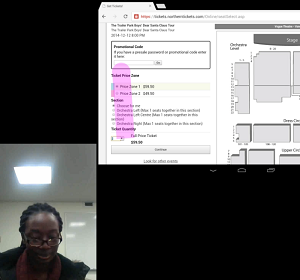 https://tickets.northerntickets.com/Online/seatSelect.asp
The Trailer Park Boys' Dear Santa Claus Tour
The Trailer Park Boys' Dear Santa Claus Tour
2014-12-12 8:00 PM
Promotional Code
If you have a presale password or promotional code enter it here
Go
Ticket Price Zone
Price Zone 1 $59.50
Price Zone 2 $49.50
Section
Choose for me
Orchestra Left (Max 1 seats together in this section)
Orchestra Left Center (Max 1 seats together in this section)
Orchestra Right (Max 1 seats together in this section)
Ticket Quantity
Full Price Ticket
$59.50
Continue
Look for other events
Stage
Orchestra Level
Dress Circle
Upper Circle